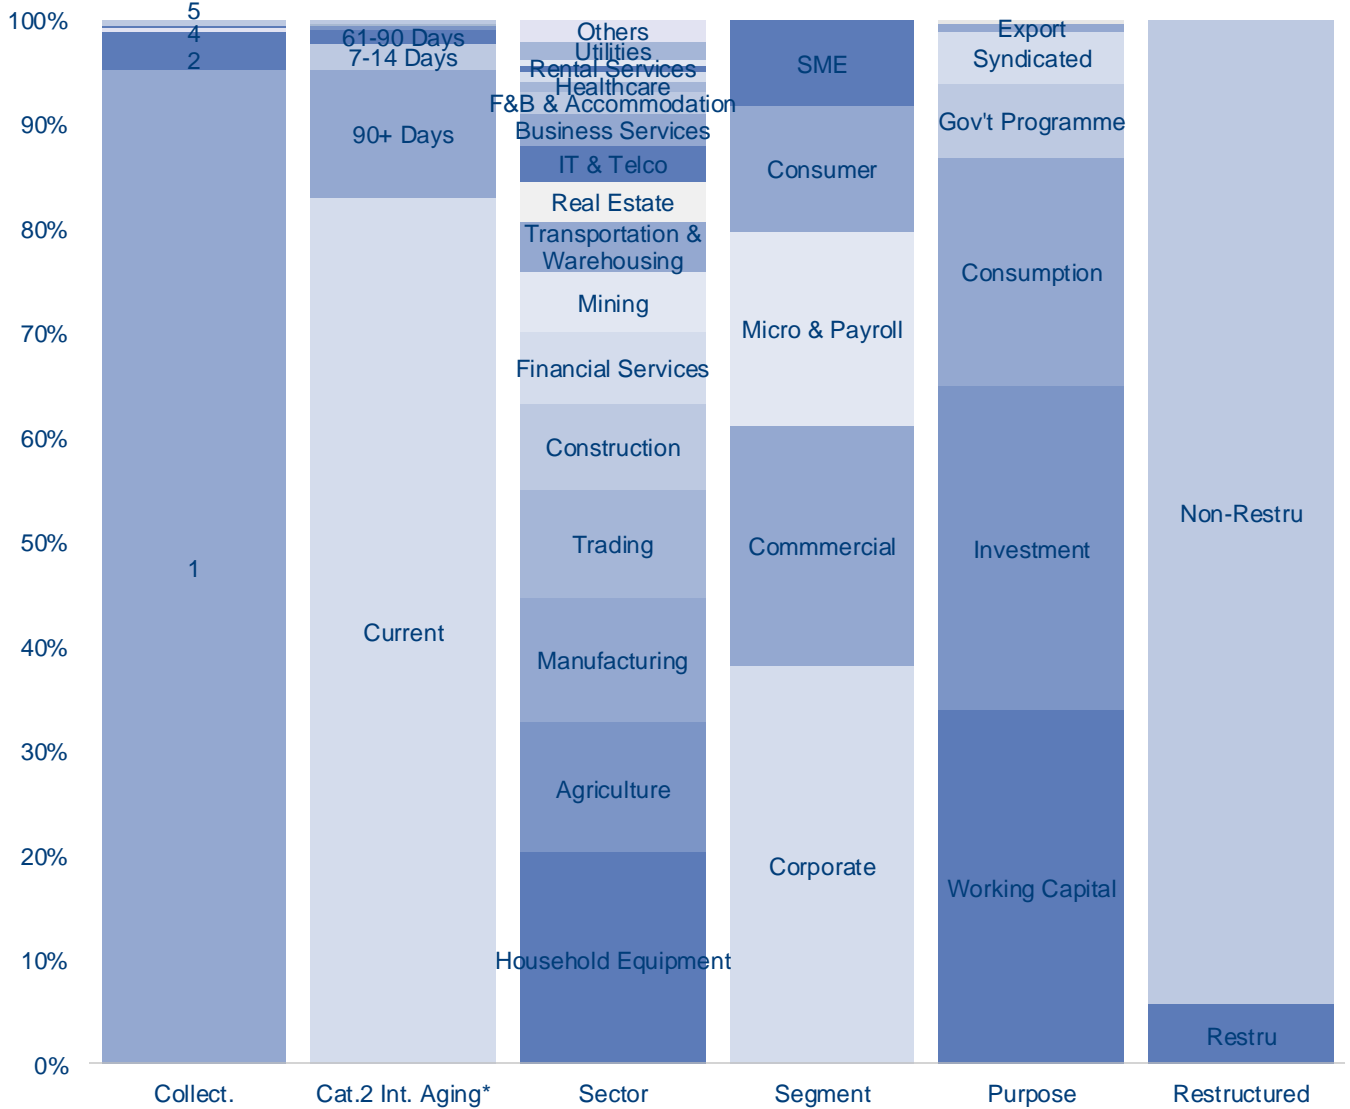 100%
90%
80%
70%
60%
50%
40%
30%
20%
10%
0%
5
4
2
1
61-90 Days
7-14 Days
90+ Days
Current
Others
Utilities
Rental Services
Healthcare
F&B & Accommodation
Business Services
IT & Telco
Real Estate
Transportation &
Warehousing
Mining
Financial Services
Construction
Trading
Manufacturing
Agriculture
Household Equipment
SME
Consumer
Micro & Payroll
Commmercial
Corporate
Export
Syndicated
Gov't Programme
Consumption
Investment
Working Capital
Non-Restru
Restru
Collect.
Cat.2 Int. Aging*
Sector
Segment
Purpose
Restructured